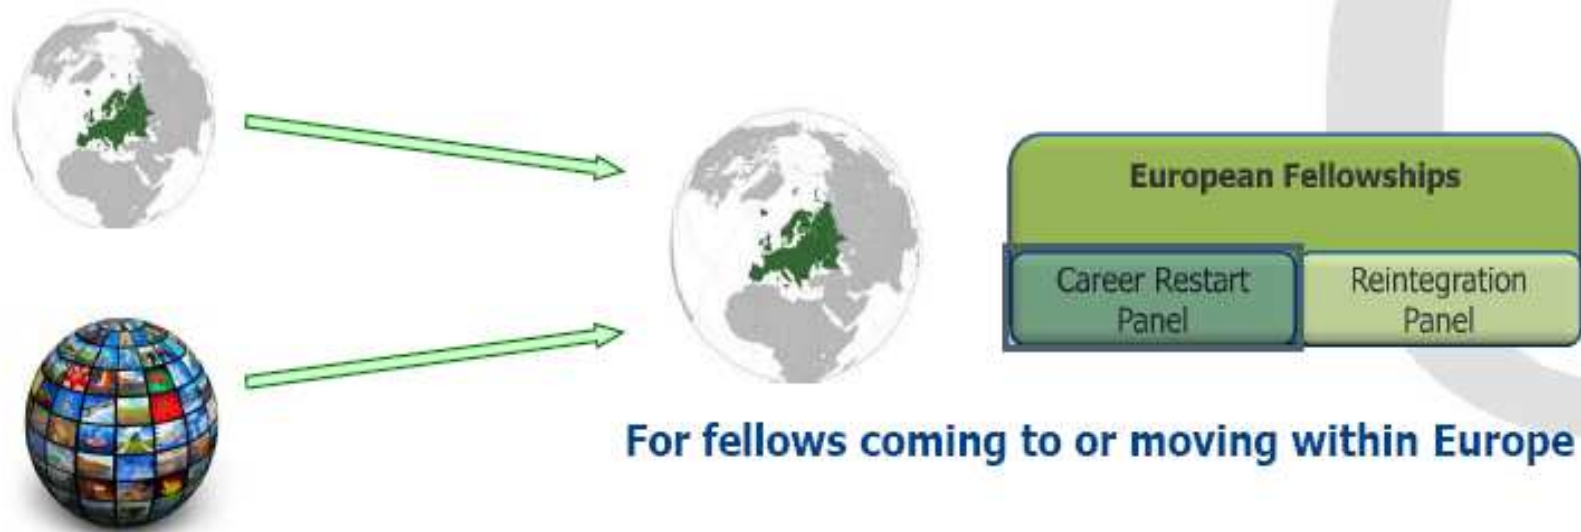 European Fellowships
Career Restart
Panel
Reintegration
Panel
For fellows coming to or moving within Europe